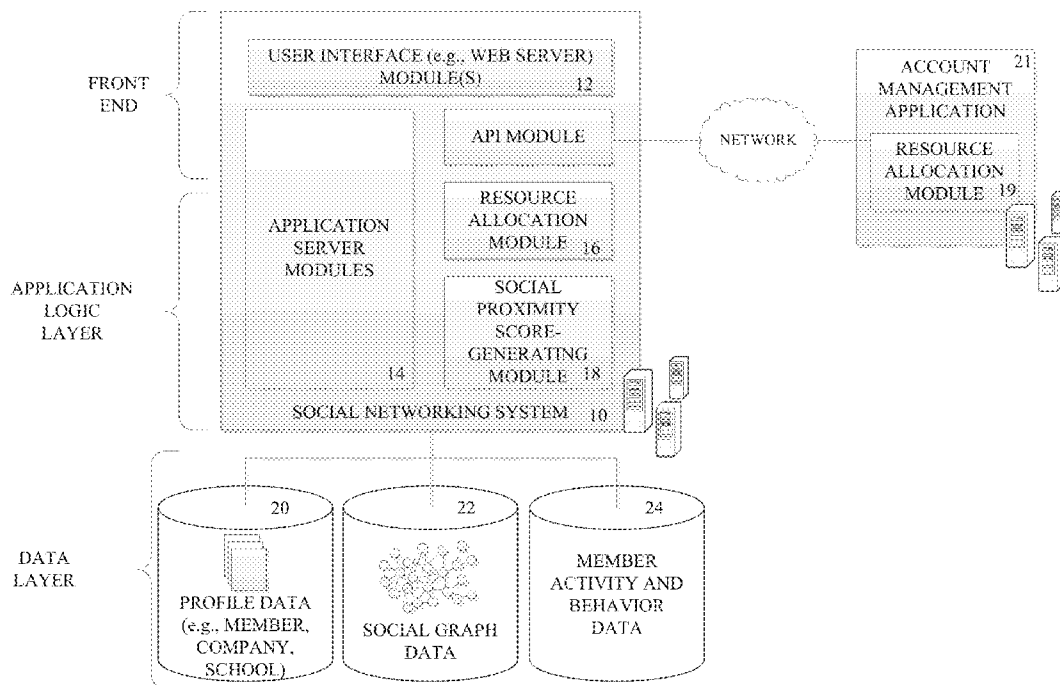 FRONT
END
USER INTERFACE (e.g., WEB SERVER)
MODULE(S)
12
API MODULE
NETWORK
21
ACCOUNT
MANAGEMENT
APPLICATION
RESOURCE
ALLOCATION
MODULE
19
APPLICATION
LOGIC
LAYER
APPLICATION
SERVER
MODULES
14
RESOURCE
ALLOCATION
MODULE
16
SOCIAL
PROXIMITY
SCORE-
GENERATING
MODULE
18
SOCIAL NETWORKING SYSTEM
10
DATA
LAYER
20
PROFILE DATA
(e.g., MEMBER,
COMPANY,
SCHOOL)
22
SOCIAL GRAPH
DATA
24
MEMBER
ACTIVITY AND
BEHAVIOR
DATA